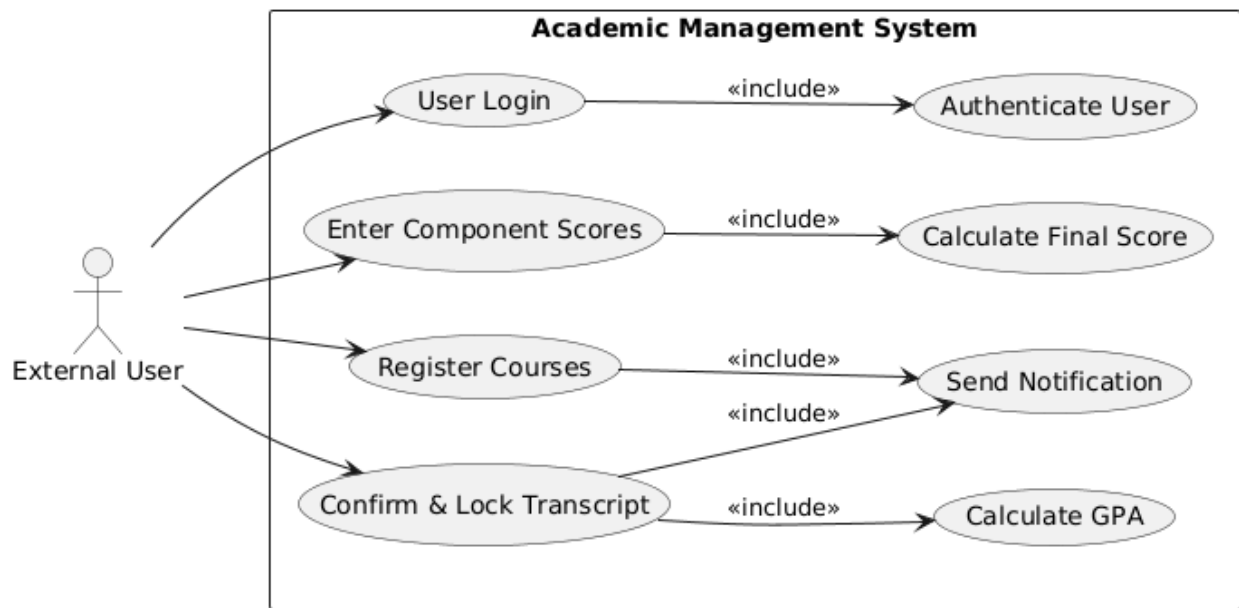 Academic Management System
User Login
«include»
Authenticate User
Enter Component Scores
«include»
Calculate Final Score
External User
Register Courses
«include»
Send Notification
«include»
Confirm & Lock Transcript
«include»
Calculate GPA